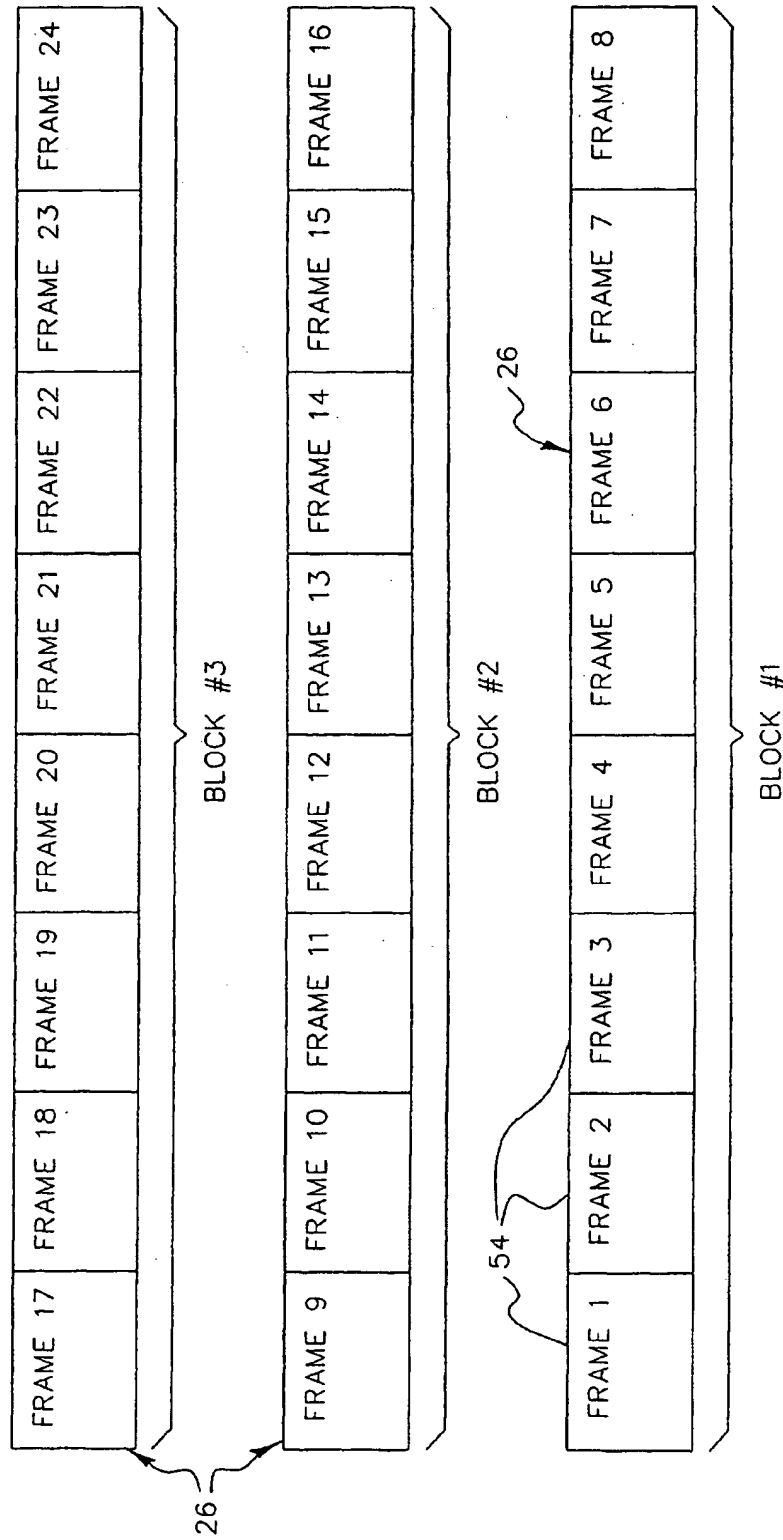 FRAME 17 FRAME 18 FRAME 19 FRAME 20 FRAME 21 FRAME 22 FRAME 23 FRAME 24
26
BLOCK #3
FRAME 9 FRAME 10 FRAME 11 FRAME 12 FRAME 13 FRAME 14 FRAME 15 FRAME 16
BLOCK #2
54
26
FRAME 1 FRAME 2 FRAME 3 FRAME 4 FRAME 5 FRAME 6 FRAME 7 FRAME 8
BLOCK #1